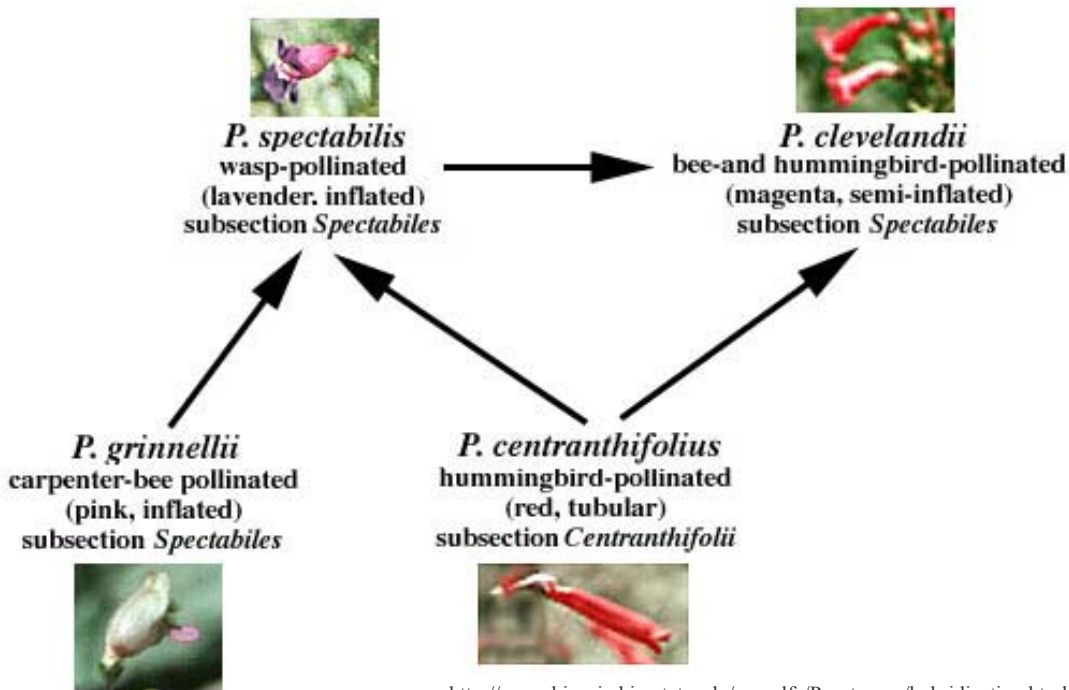 P. spectabilis
wasp-pollinated
(lavender. inflated)
subsection Spectabiles
P. clevelandii
bee-and hummingbird-pollinated
(magenta, semi-inflated)
subsection Spectabiles
P. grinnellii
carpenter-bee pollinated
(pink, inflated)
subsection Spectabiles
P. centranthifolius
hummingbird-pollinated
(red, tubular)
subsection Centranthifolii